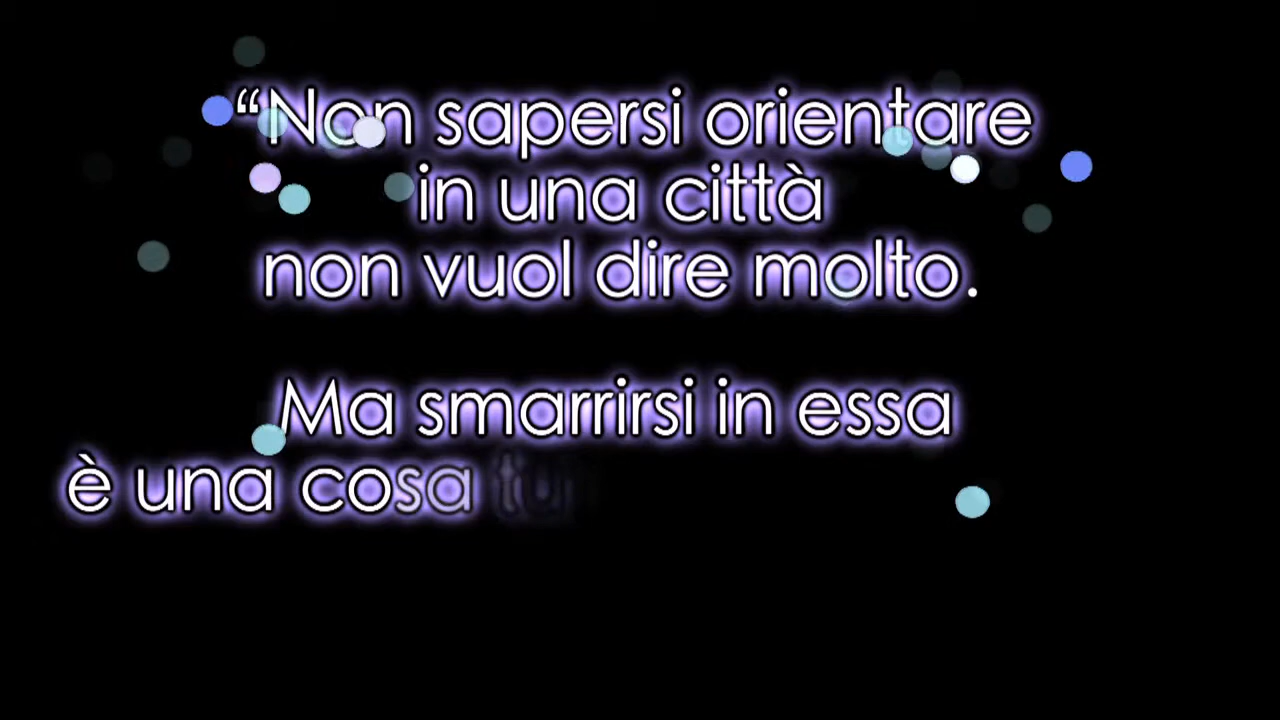 “Non sapersi orientare
in una città
non vuol dire molto.
Ma smarrirsi in essa
è una cosa